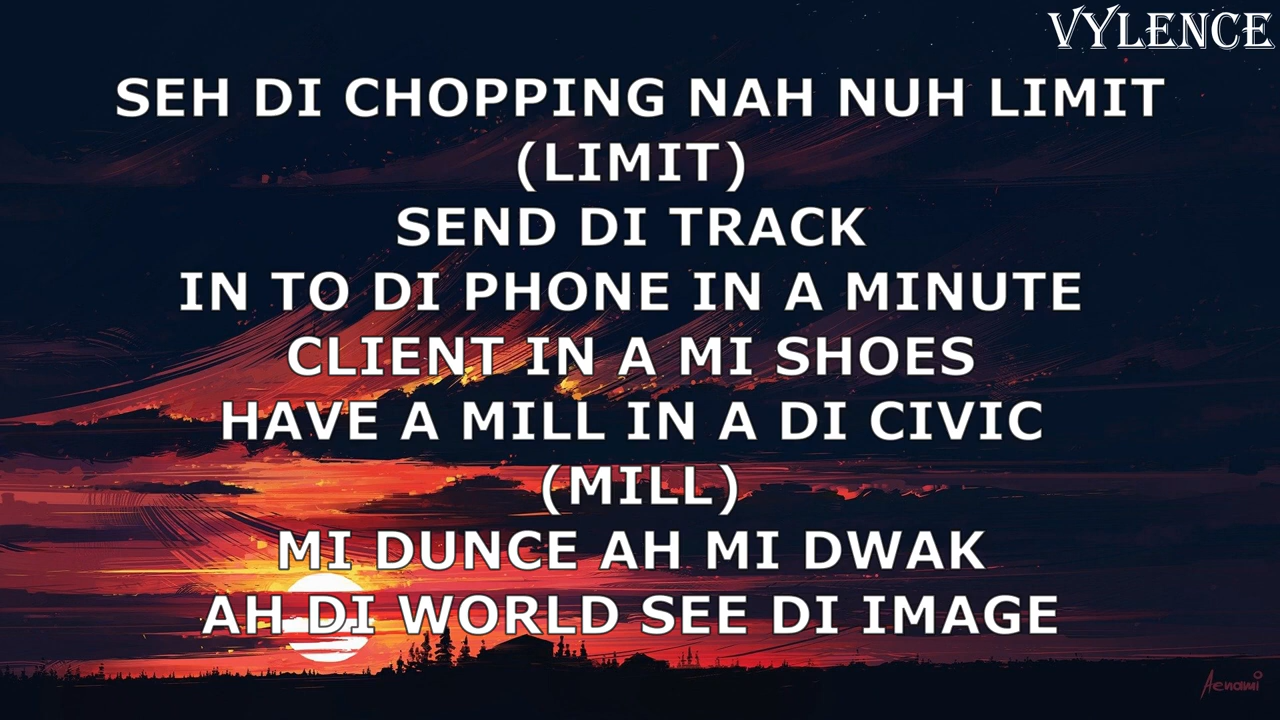 VYLENCE
SEH DI CHOPPING NAH NUH LIMIT
(LIMIT)
SEND DI TRACK
IN TO DI PHONE IN A MINUTE
CLIENT IN A MI SHOES
HAVE A MILL IN A DI CIVIC
(MILL)
MI DUNCE AH MI DWAK
AH DI WORLD SEE DI IMAGE
Aenami